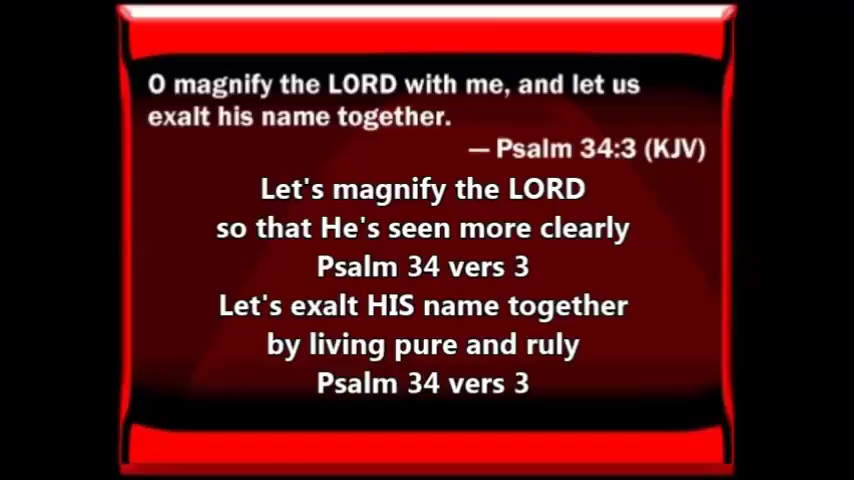 O magnify the LORD with me, and let us
exalt his name together.
— Psalm 34:3 (KJV)
Let's magnify the LORD
so that He's seen more clearly
Psalm 34 vers 3
Let's exalt HIS name together
by living pure and ruly
Psalm 34 vers 3